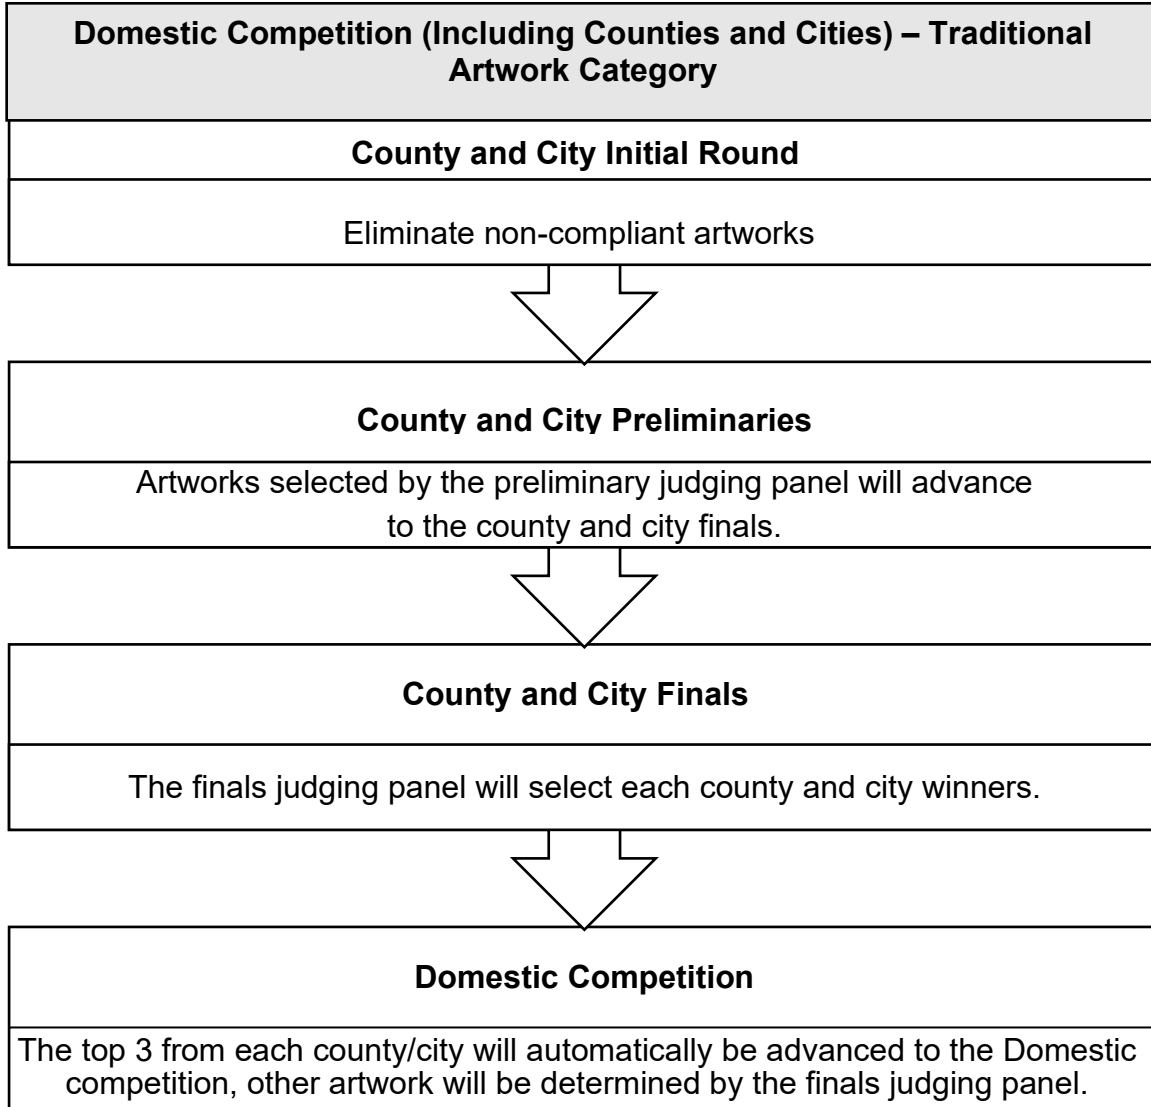 Domestic Competition (Including Counties and Cities) – Traditional
Artwork Category
County and City Initial Round
Eliminate non-compliant artworks
County and City Preliminaries
Artworks selected by the preliminary judging panel will advance
to the county and city finals.
County and City Finals
The finals judging panel will select each county and city winners.
Domestic Competition
The top 3 from each county/city will automatically be advanced to the Domestic
competition, other artwork will be determined by the finals judging panel.